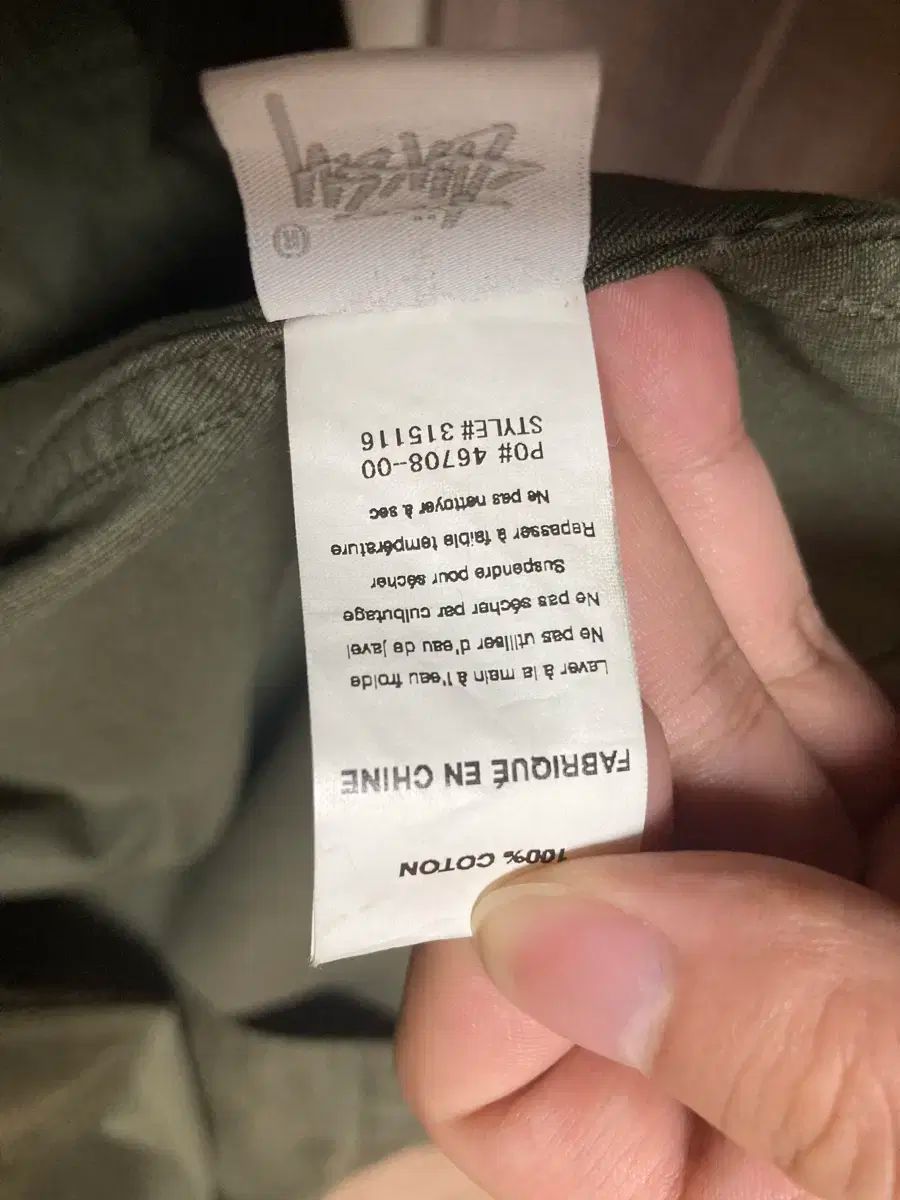 100% COTON
FABRIQUÉ EN CHINE
Laver à la main à l'eau froide
Ne pas utiliser d'eau de javel
Ne pas sécher par culbutage
Suspendre pour sécher
Repasser à faible température
Ne pas nettoyer à sec
PO# 46708--00
STYLE# 315116
Stüssy
®